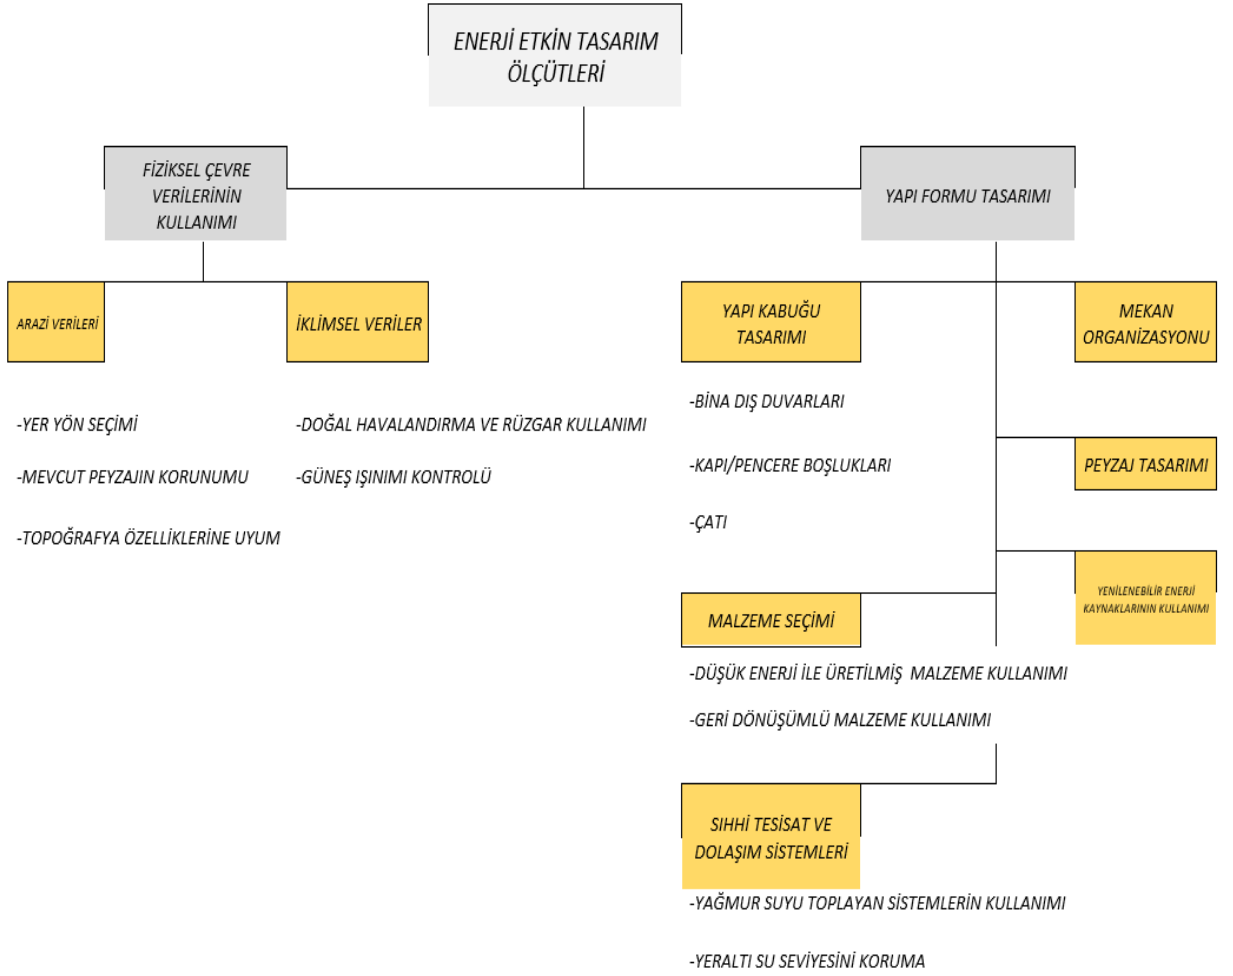 ENERJİ ETKİN TASARIM
ÖLÇÜTLERİ
FİZİKSEL ÇEVRE
VERİLERİNİN
KULLANIMI
YAPI FORMU TASARIMI
ARAZİ VERİLERİ
İKLİMSEL VERİLER
YAPI KABUĞU
TASARIMI
MEKAN
ORGANİZASYONU
-YER YÖN SEÇİMİ
-MEVCUT PEYZAJIN KORUNUMU
-TOPOĞRAFYA ÖZELLİKLERİNE UYUM
-DOĞAL HAVALANDIRMA VE RÜZGAR KULLANIMI
-GÜNEŞ IŞINIMI KONTROLÜ
-BİNA DIŞ DUVARLARI
-KAPI/PENCERE BOŞLUKLARI
-ÇATI
PEYZAJ TASARIMI
YENİLENEBİLİR ENERJİ
KAYNAKLARININ KULLANIMI
MALZEME SEÇİMİ
-DÜŞÜK ENERJİ İLE ÜRETİLMİŞ  MALZEME KULLANIMI
-GERİ DÖNÜŞÜMLÜ MALZEME KULLANIMI
SIHHİ TESİSAT VE
DOLAŞIM SİSTEMLERİ
-YAĞMUR SUYU TOPLAYAN SİSTEMLERİN KULLANIMI
-YERALTI SU SEVİYESİNİ KORUMA